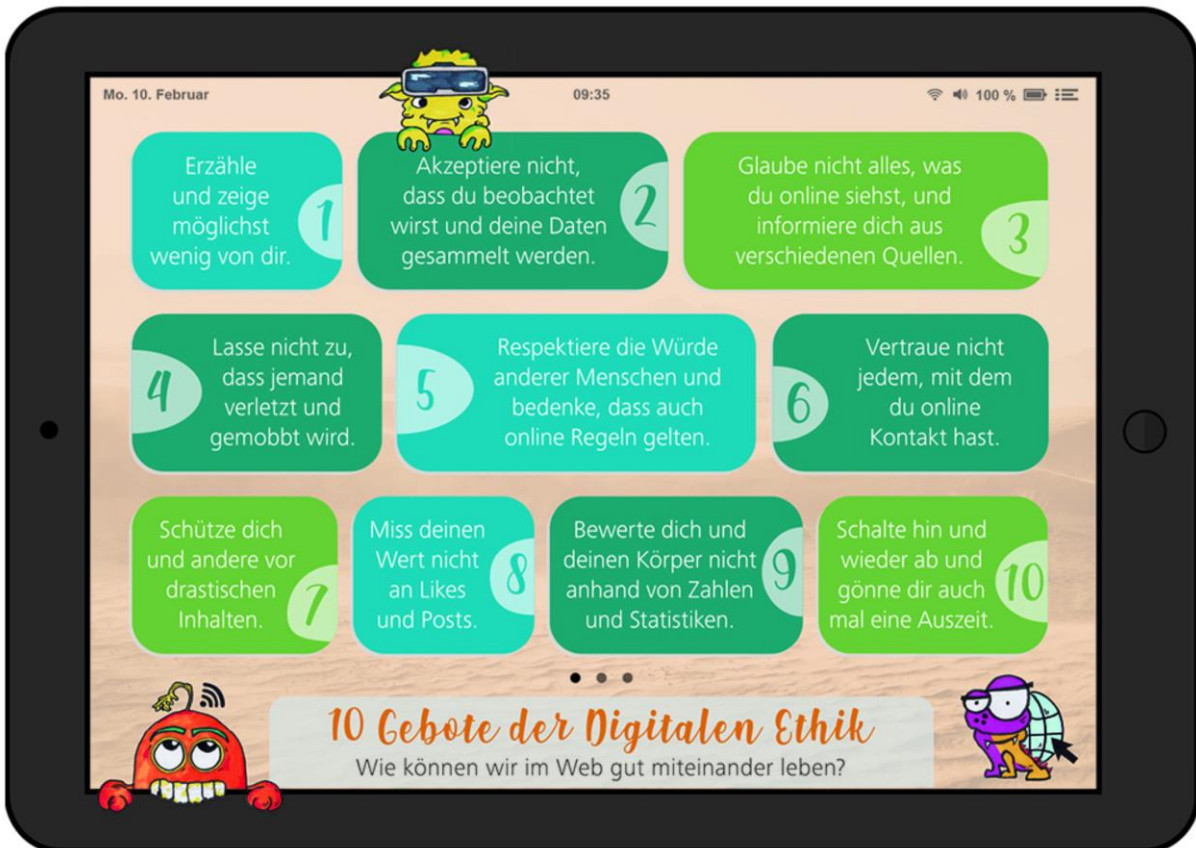 Mo. 10. Februar
09:35
100 %
Erzähle
und zeige
möglichst
wenig von dir.
1
Akzeptiere nicht,
dass du beobachtet
wirst und deine Daten
gesammelt werden.
2
Glaube nicht alles, was
du online siehst, und
informiere dich aus
verschiedenen Quellen.
3
4
Lasse nicht zu,
dass jemand
verletzt und
gemobbt wird.
5
Respektiere die Würde
anderer Menschen und
bedenke, dass auch
online Regeln gelten.
6
Vertraue nicht
jedem, mit dem
du online
Kontakt hast.
Schütze dich
und andere vor
drastischen
Inhalten.
7
Miss deinen
Wert nicht
an Likes
und Posts.
8
Bewerte dich und
deinen Körper nicht
anhand von Zahlen
und Statistiken.
9
Schalte hin und
wieder ab und
gönne dir auch
mal eine Auszeit.
10
10 Gebote der Digitalen Ethik
Wie können wir im Web gut miteinander leben?